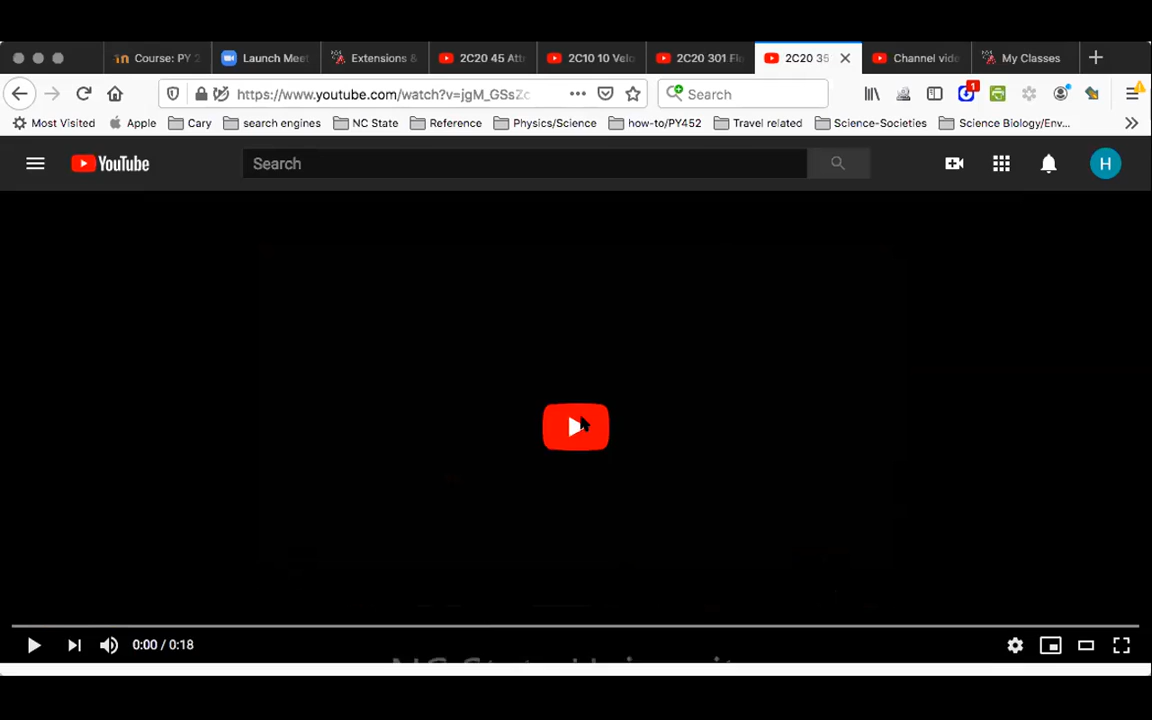 Course: PY 2 Launch Meet Extensions & 2C20 45 Att 2C10 10 Velo 2C20 301 Flo 2C20 35 Channel vide My Classes
https://www.youtube.com/watch?v=jgM_GSsZc Search 1
Most Visited Apple Cary search engines NC State Reference Physics/Science how-to/PY452 Travel related Science-Societies Science Biology/Env...
YouTube Search H
0:00 / 0:18